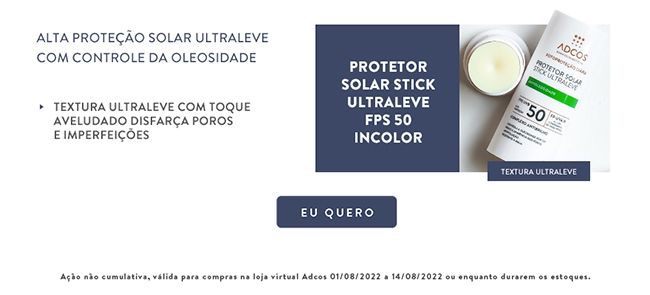 ALTA PROTEÇÃO SOLAR ULTRALEVE
COM CONTROLE DA OLEOSIDADE
TEXTURA ULTRALEVE COM TOQUE
AVELUDADO DISFARÇA POROS
E IMPERFEIÇÕES
PROTETOR
SOLAR STICK
ULTRALEVE
FPS 50
INCOLOR
ADCOS
PROTETOR SOLAR
STICK ULTRALEVE
50
TEXTURA ULTRALEVE
EU QUERO
Ação não cumulativa, válida para compras na loja virtual Adcos 01/08/2022 a 14/08/2022 ou enquanto durarem os estoques.